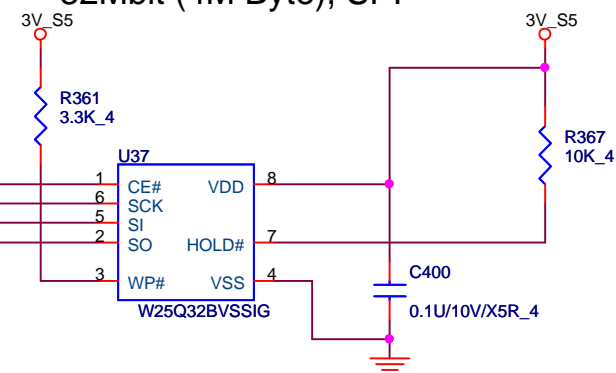 32Mbit (4M Byte), SPI
3V_S5
3V_S5
R361
3.3K_4
R367
10K_4
U37
1 CE# VDD 8
6 SCK
5 SI
2 SO HOLD# 7
3 WP# VSS 4
W25Q32BVSSIG
C400
0.1U/10V/X5R_4